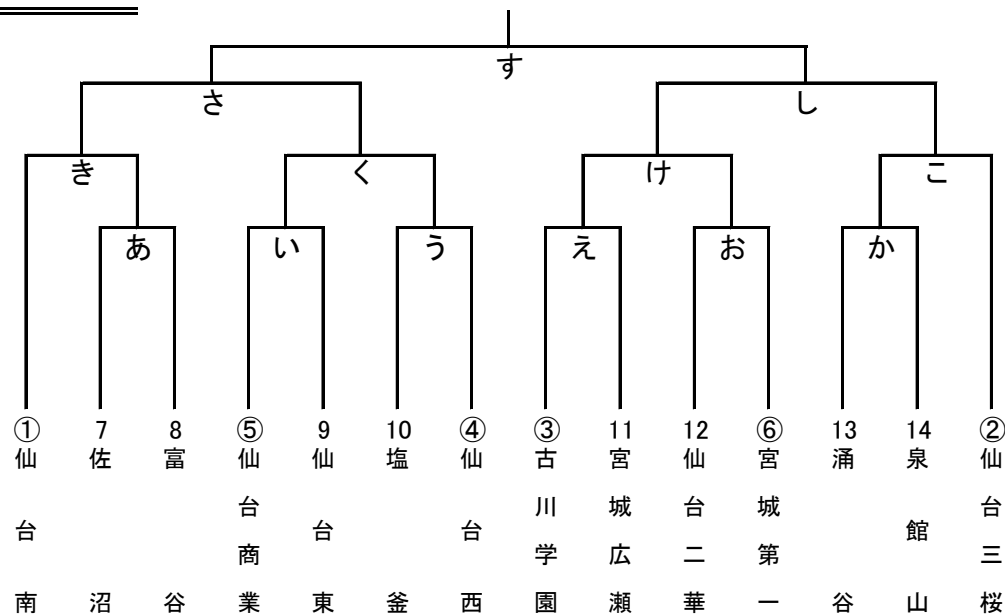 す
さ し
き く け こ
あ い う え お か
① 7 8 ⑤ 9 10 ④ ③ 11 12 ⑥ 13 14 ②
仙台南
佐沼
富谷
仙台商業
仙台東
塩釜
仙台西
古川学園
宮城広瀬
仙台二華
宮城第一
涌谷
泉館山
仙台三桜